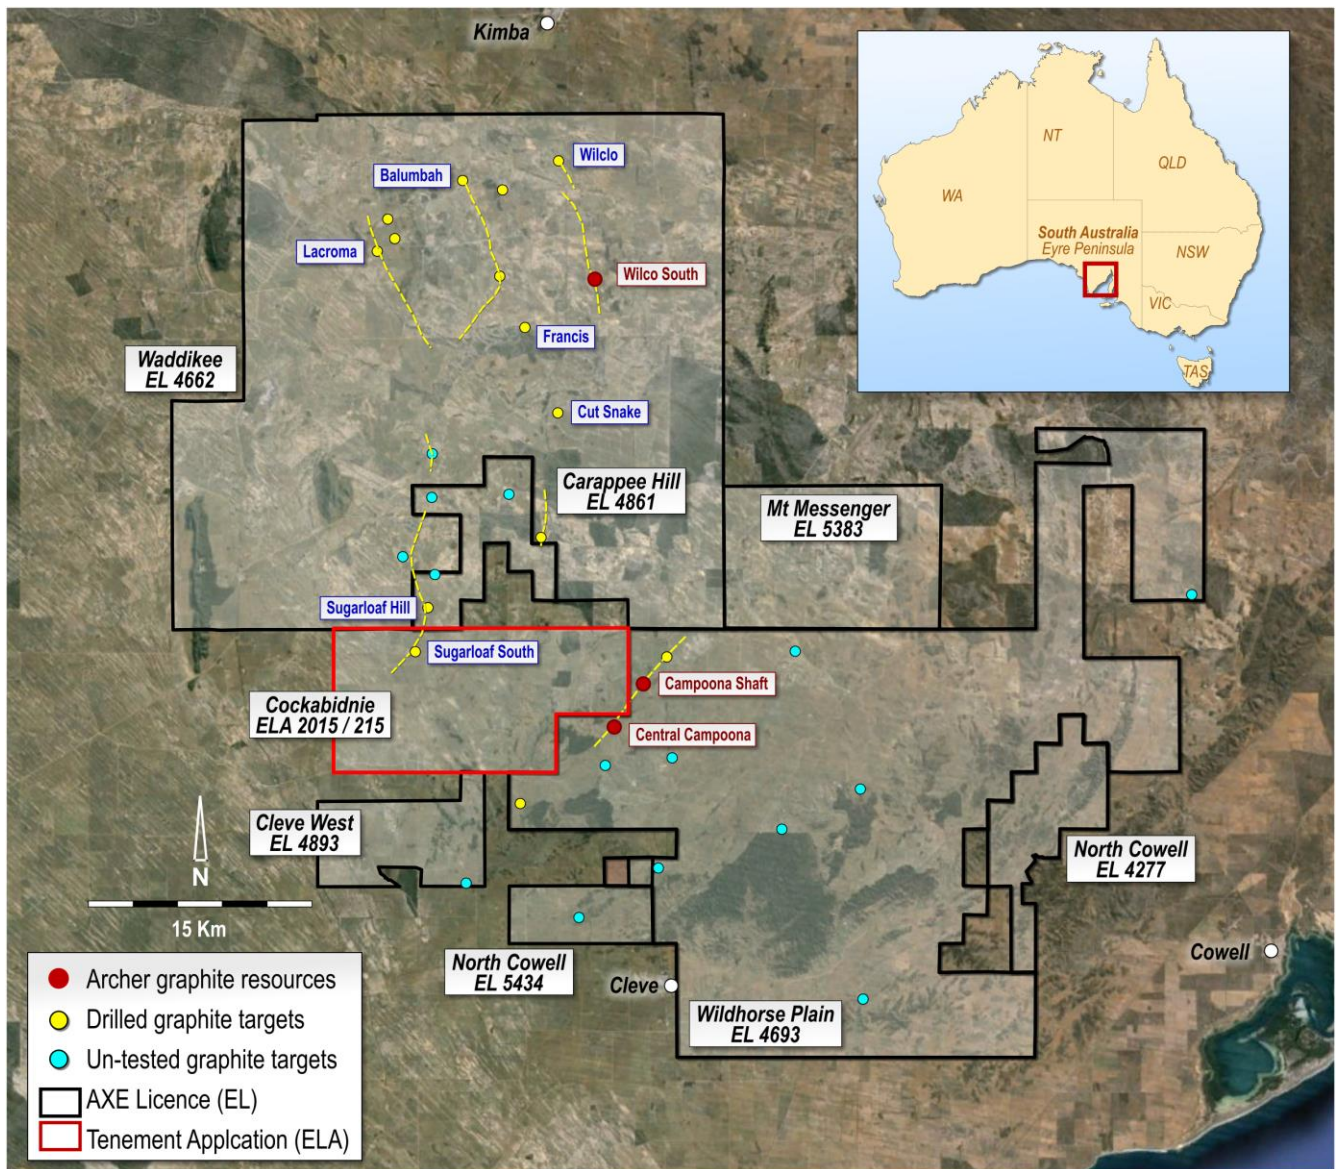 Kimba
NT
QLD
WA
South Australia
Eyre Peninsula
NSW
VIC
TAS
Wilclo
Balumbah
Lacroma
Wilco South
Francis
Waddikee
EL 4662
Cut Snake
Carappee Hill
EL 4861
Mt Messenger
EL 5383
Sugarloaf Hill
Sugarloaf South
Campoona Shaft
Cockabidnie
ELA 2015 / 215
Central Campoona
Cleve West
EL 4893
North Cowell
EL 4277
N
15 Km
North Cowell
EL 5434
Cleve
Cowell
Wildhorse Plain
EL 4693
Archer graphite resources
Drilled graphite targets
Un-tested graphite targets
AXE Licence (EL)
Tenement Applcation (ELA)